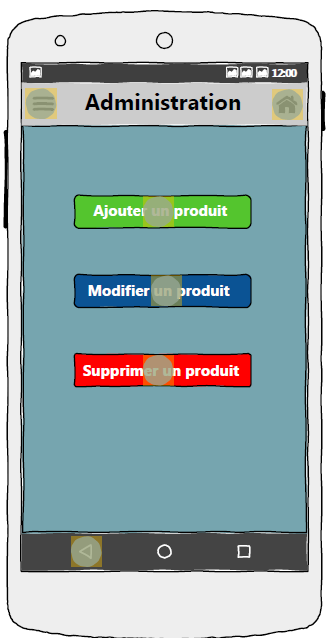 12:00
Administration
Ajouter un produit
Modifier un produit
Supprimer un produit